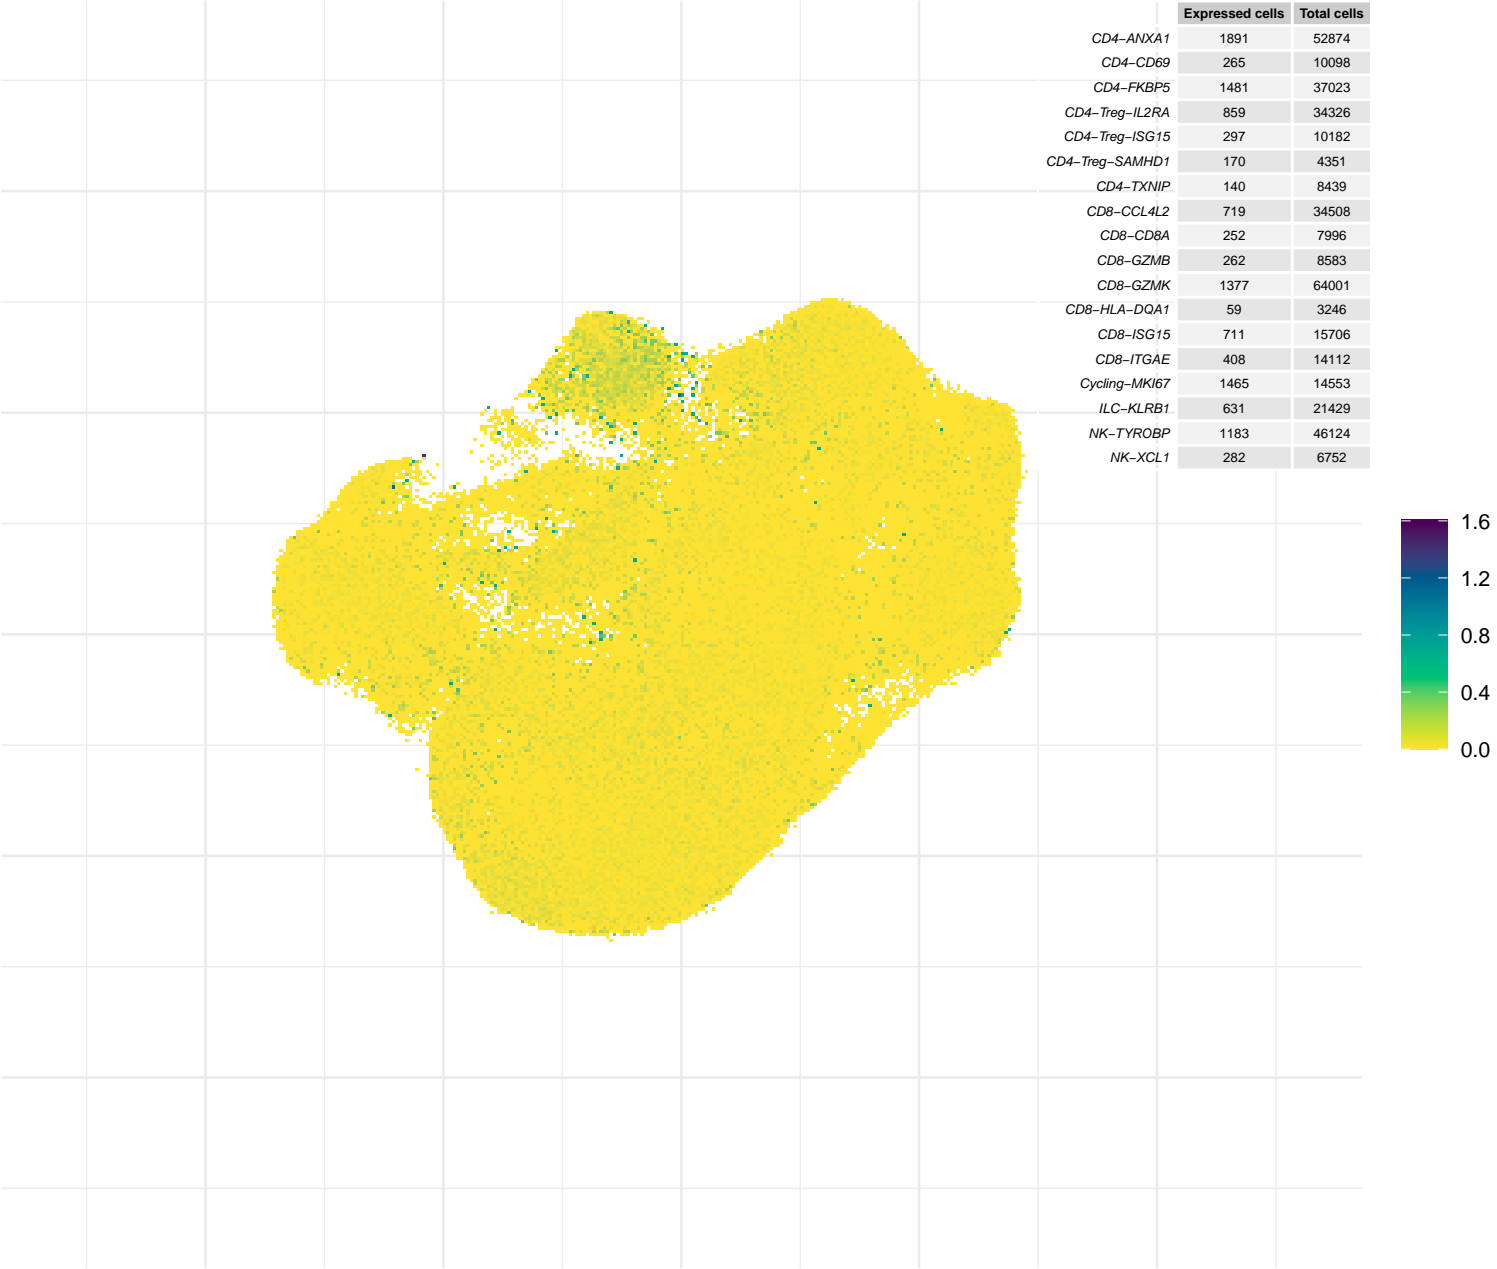 Expressed cells Total cells
CD4−ANXA1 1891 52874
CD4−CD69 265 10098
CD4−FKBP5 1481 37023
CD4−Treg−IL2RA 859 34326
CD4−Treg−ISG15 297 10182
CD4−Treg−SAMHD1 170 4351
CD4−TXNIP 140 8439
CD8−CCL4L2 719 34508
CD8−CD8A 252 7996
CD8−GZMB 262 8583
CD8−GZMK 1377 64001
CD8−HLA−DQA1 59 3246
CD8−ISG15 711 15706
CD8−ITGAE 408 14112
Cycling−MKI67 1465 14553
ILC−KLRB1 631 21429
NK−TYROBP 1183 46124
NK−XCL1 282 6752
1.6
1.2
0.8
0.4
0.0